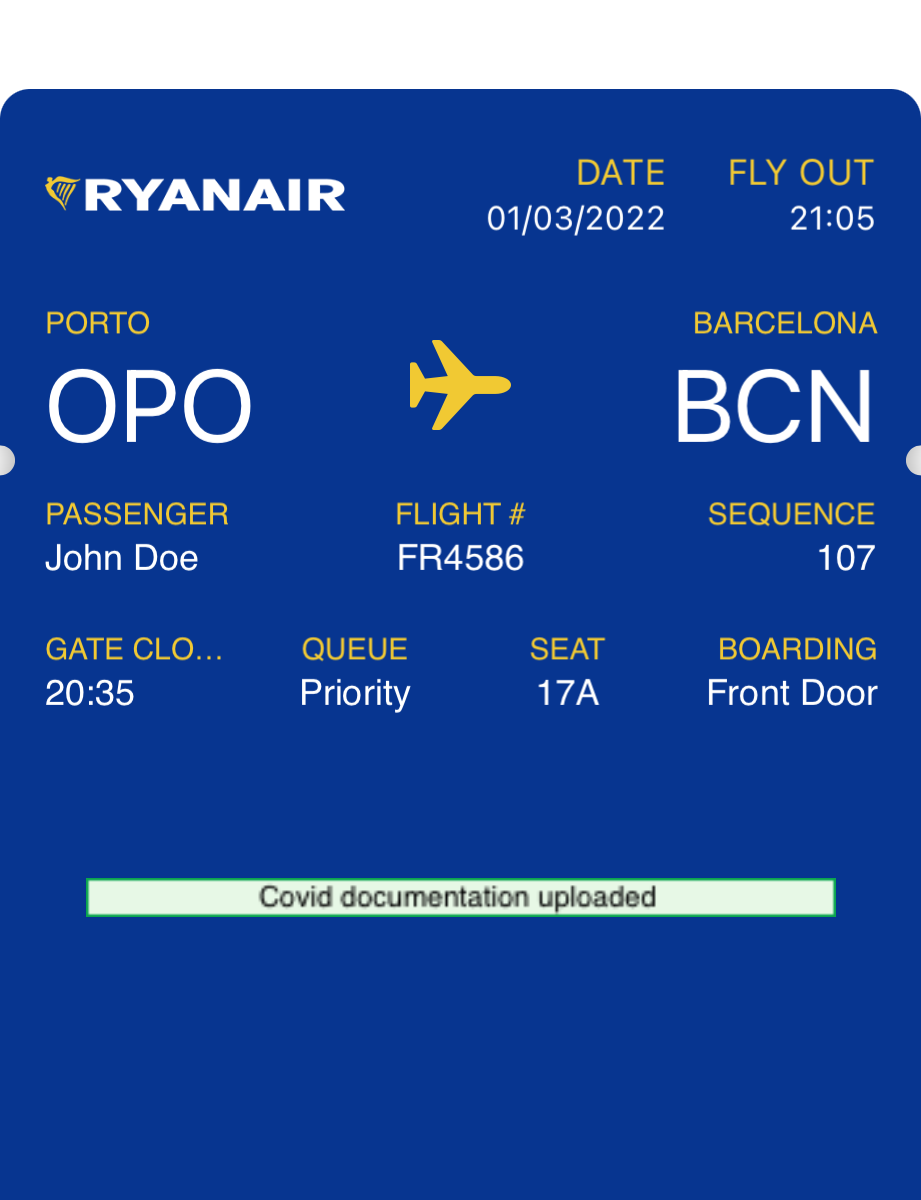 RYANAIR
DATE FLY OUT
01/03/2022 21:05
PORTO BARCELONA
OPO BCN
PASSENGER FLIGHT # SEQUENCE
John Doe FR4586 107
GATE CLO... QUEUE SEAT BOARDING
20:35 Priority 17A Front Door
Covid documentation uploaded